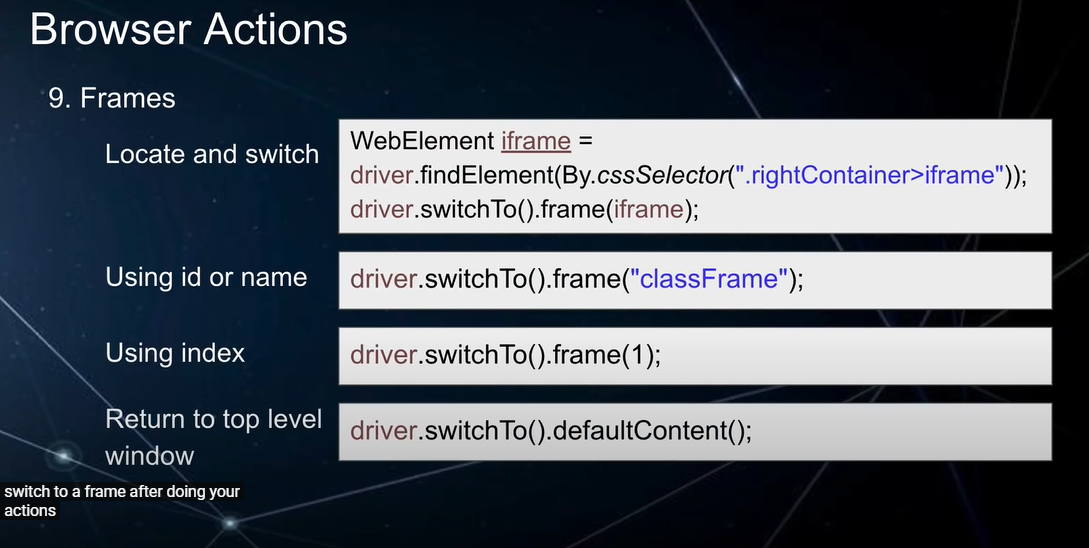 Browser Actions
9. Frames
Locate and switch
WebElement iframe =
driver.findElement(By.cssSelector(".rightContainer>iframe"));
driver.switchTo().frame(iframe);
Using id or name
driver.switchTo().frame("classFrame");
Using index
driver.switchTo().frame(1);
Return to top level
window
driver.switchTo().defaultContent();
switch to a frame after doing your
actions